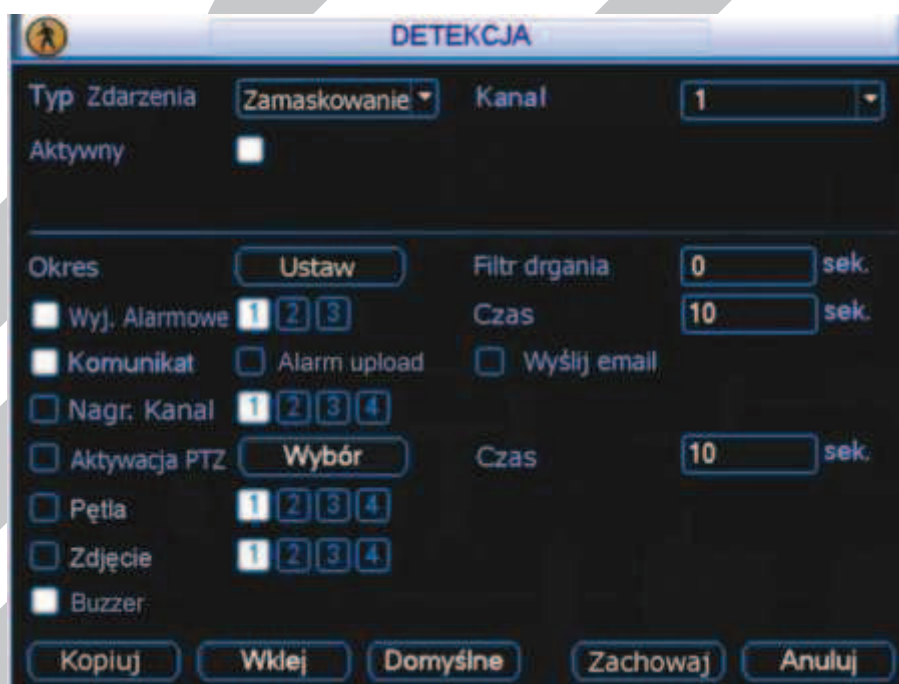 DETEKCJA
Typ Zdarzenia Zamaskowanie Kanał 1
Aktywny
Okres Ustaw Filtr drgania 0 sek.
Wyj. Alarmowe 1 2 3 Czas 10 sek.
Komunikat Alarm upload Wyślij email
Nagr. Kanał 1 2 3 4
Aktywacja PTZ Wybór Czas 10 sek.
Pętla 1 2 3 4
Zdjęcie 1 2 3 4
Buzzer
Kopiuj Wklej Domyślne Zachowaj Anuluj